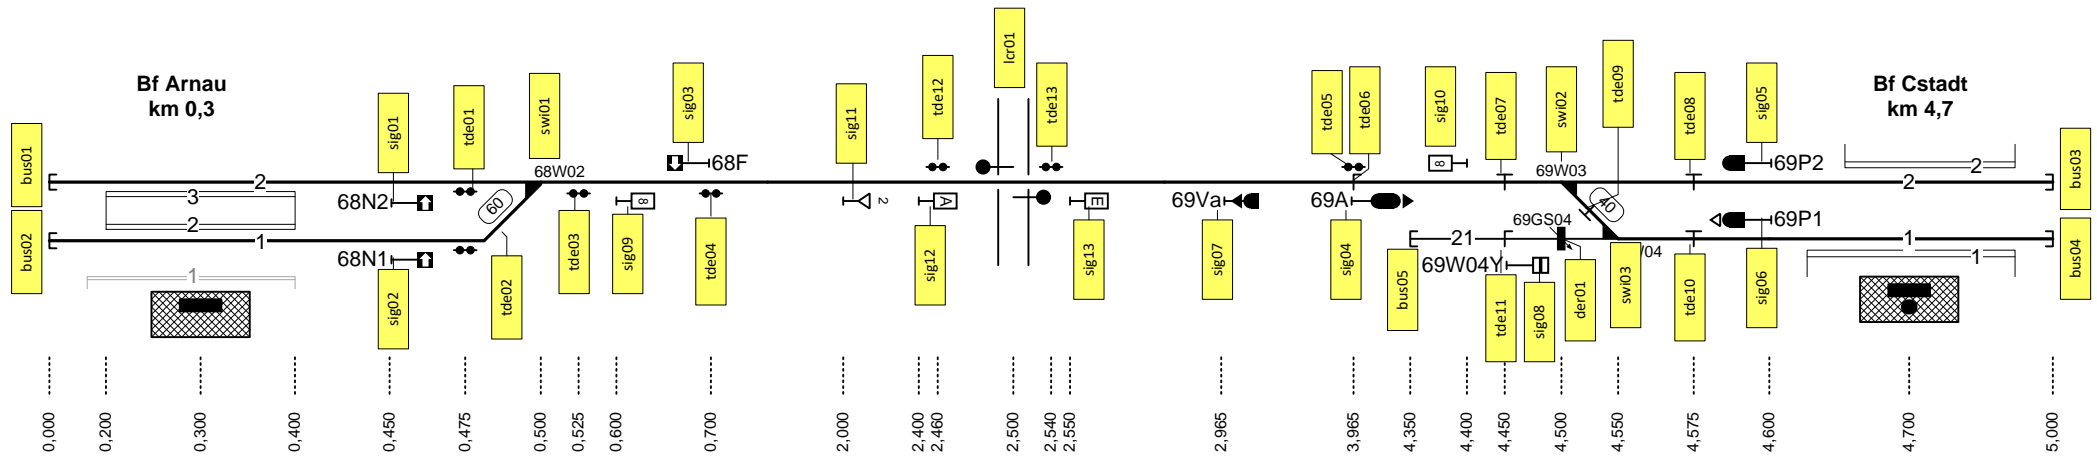 Bf Arnau
km 0,3
Bf Cstadt
km 4,7
bus01
bus02
sig01
sig02
tde01
tde02
swi01
tde03
sig09
sig03
tde04
sig11
tde12
sig12
lcr01
tde13
sig13
sig07
tde05
tde06
sig04
sig10
bus05
tde07
tde11
swi02
sig08
der01
tde09
swi03
tde08
tde10
sig05
sig06
bus03
bus04
68N2
68N1
68W02
68F
69Va
69A
69W03
69GS04
69W04Y
/04
69P2
69P1
2
3
2
1
1
60
8
2
A
E
8
40
21
2
2
1
1
0,000
0,200
0,300
0,400
0,450
0,475
0,500
0,525
0,600
0,700
2,000
2,400
2,460
2,500
2,540
2,550
2,965
3,965
4,350
4,400
4,450
4,500
4,550
4,575
4,600
4,700
5,000